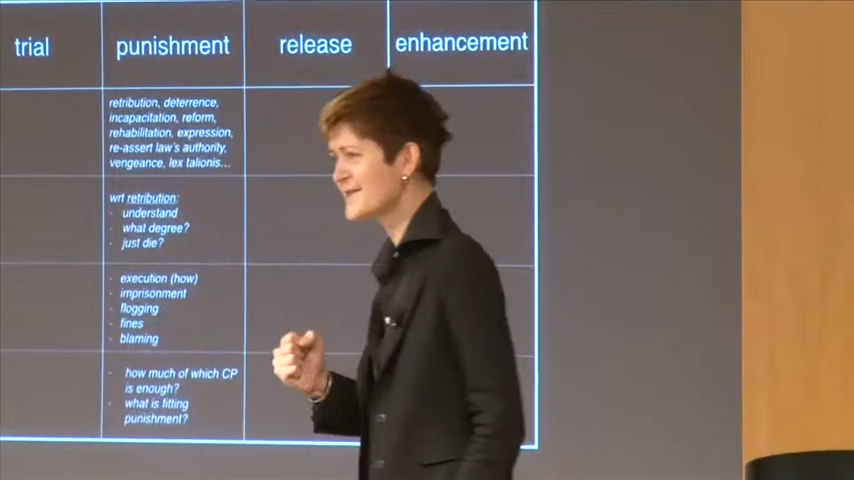 trial
punishment
release
enhancement
retribution, deterrence,
incapacitation, reform,
rehabilitation, expression,
re-assert law's authority,
vengeance, lex talionis...
wrt retribution:
- understand
- what degree?
- just die?
- execution (how)
- imprisonment
- flogging
- fines
- blaming
- how much of which CP
is enough?
- what is fitting
punishment?